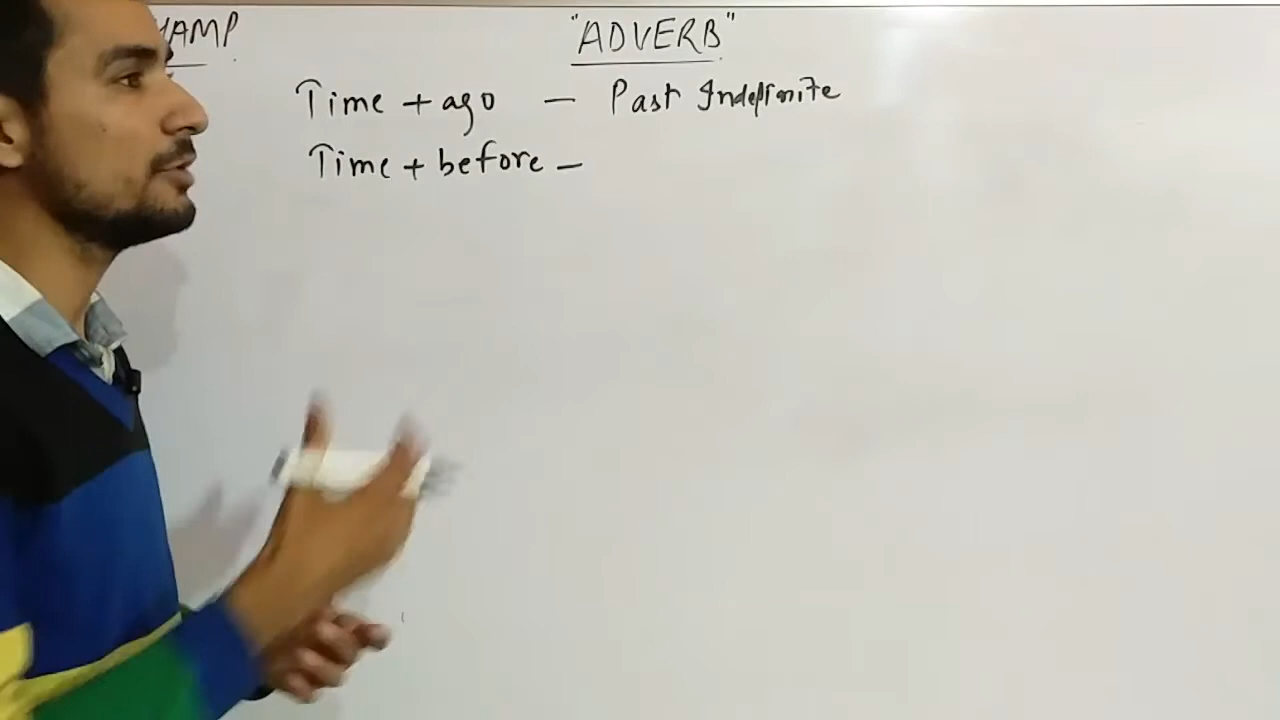 "ADVERB"
Time + ago — Past Indefinite
Time + before —